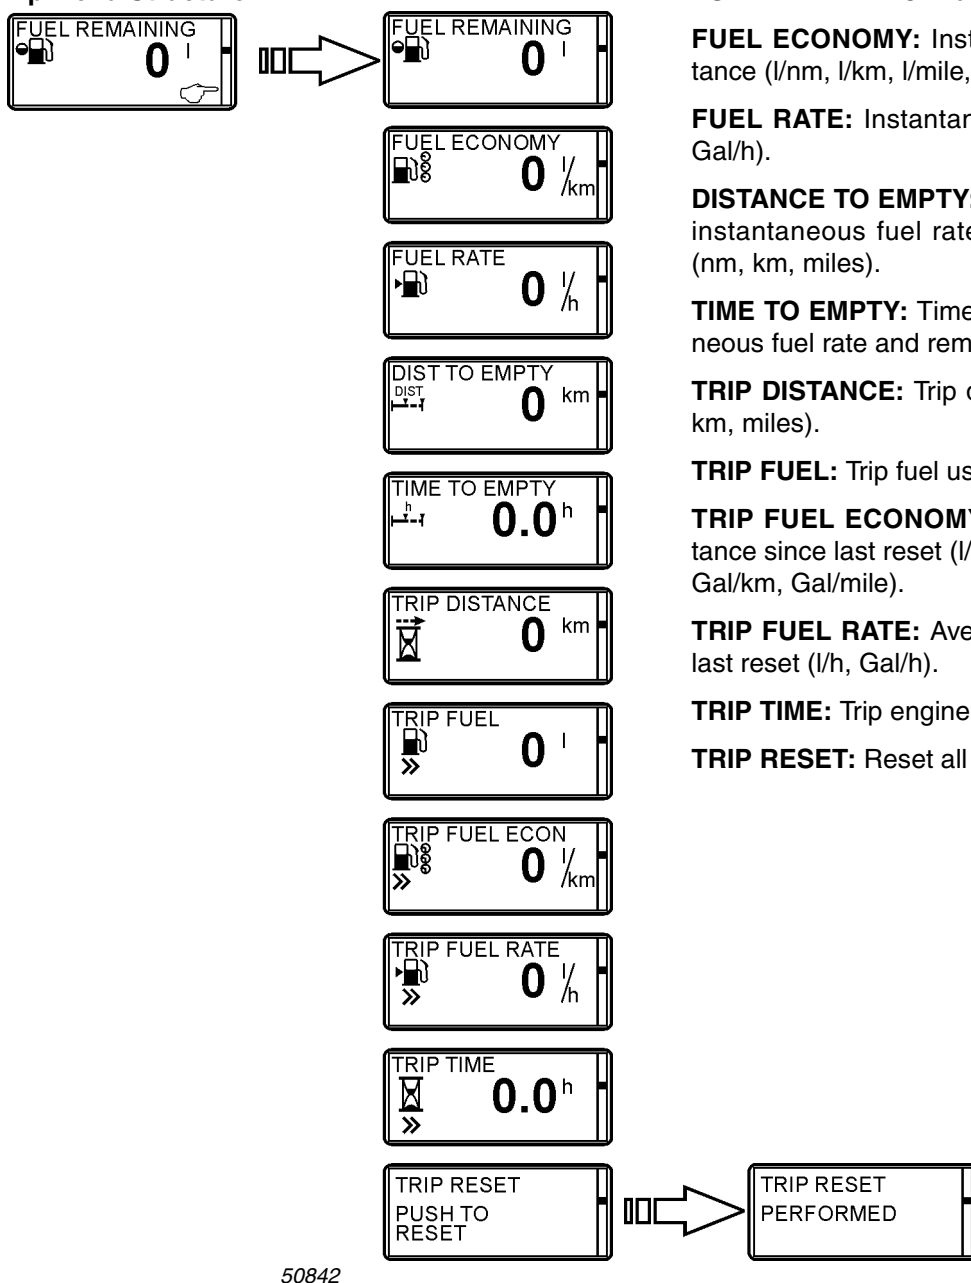 FUEL REMAINING
0 l
FUEL REMAINING
0 l
FUEL ECONOMY
0 l/km
FUEL RATE
0 l/h
DIST TO EMPTY
DIST
0 km
TIME TO EMPTY
h
0.0 h
TRIP DISTANCE
0 km
TRIP FUEL
0 l
TRIP FUEL ECON
0 l/km
TRIP FUEL RATE
0 l/h
TRIP TIME
0.0 h
TRIP RESET
PUSH TO
RESET
TRIP RESET
PERFORMED
50842
FUEL ECONOMY:
tance (l/nm, l/km, l/mile,
FUEL RATE:
Gal/h).
DISTANCE TO EMPTY:
instantaneous fuel rate
(nm, km, miles).
TIME TO EMPTY: Time
neous fuel rate and rem
TRIP DISTANCE: Trip
km, miles).
TRIP FUEL: Trip fuel us
TRIP FUEL ECONOMY
tance since last reset (l/
Gal/km, Gal/mile).
TRIP FUEL RATE: Ave
last reset (l/h, Gal/h).
TRIP TIME: Trip engine
TRIP RESET: Reset all